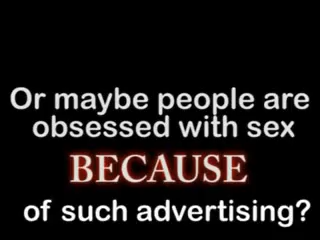 Or maybe people are
obsessed with sex
BECAUSE
of such advertising?